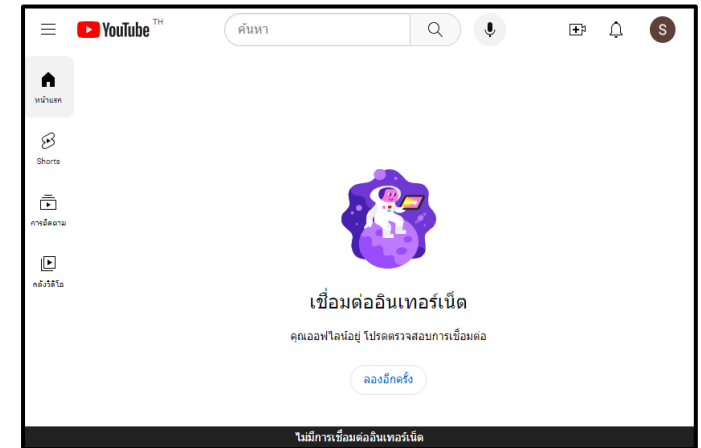 YouTube TH
ค้นหา
S
หน้าแรก
Shorts
การติดตาม
คลังวิดีโอ
เชื่อมต่ออินเทอร์เน็ต
คุณออฟไลน์อยู่ โปรดตรวจสอบการเชื่อมต่อ
ลองอีกครั้ง
ไม่มีการเชื่อมต่ออินเทอร์เน็ต